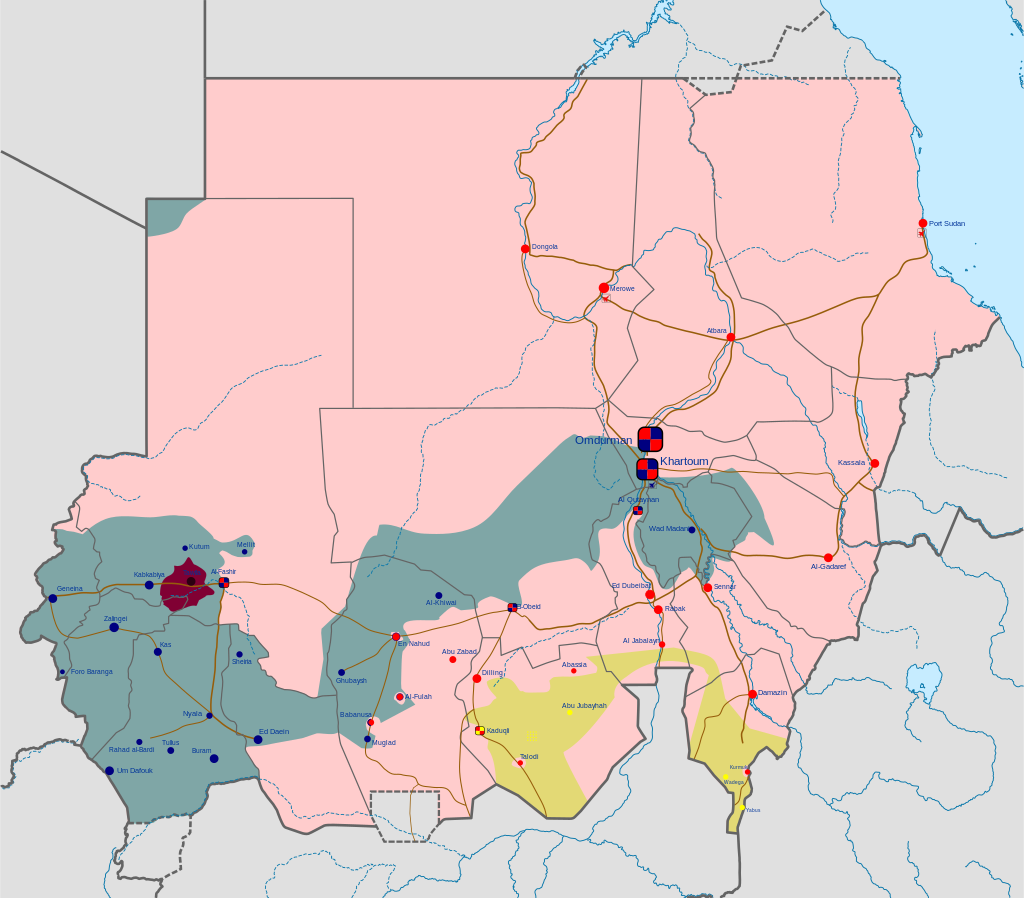 Port Sudan
Dongola
Merowe
Atbara
Omdurman
Khartoum
Kassala
Al Qutaynah
Wad Madani
Kutum
Mellit
Al-Gadaref
Kabkabiya
Al-Fashir
Geneina
Ed Dubeibat
Sennar
Al-Khiwai
El-Obeid
Rabak
Zalingei
Kas
En Nahud
Al Jabalayn
Abu Zabad
Sheiria
Abassia
Foro Baranga
Dilling
Ghubaysh
Al-Fulah
Damazin
Abu Jubayhah
Nyala
Babanusa
Kaduqli
Ed Daein
Muglad
Tullus
Rahad al-Bardi
Buram
Talodi
Um Dafouk
Kurmuk
Wadega
Yabus